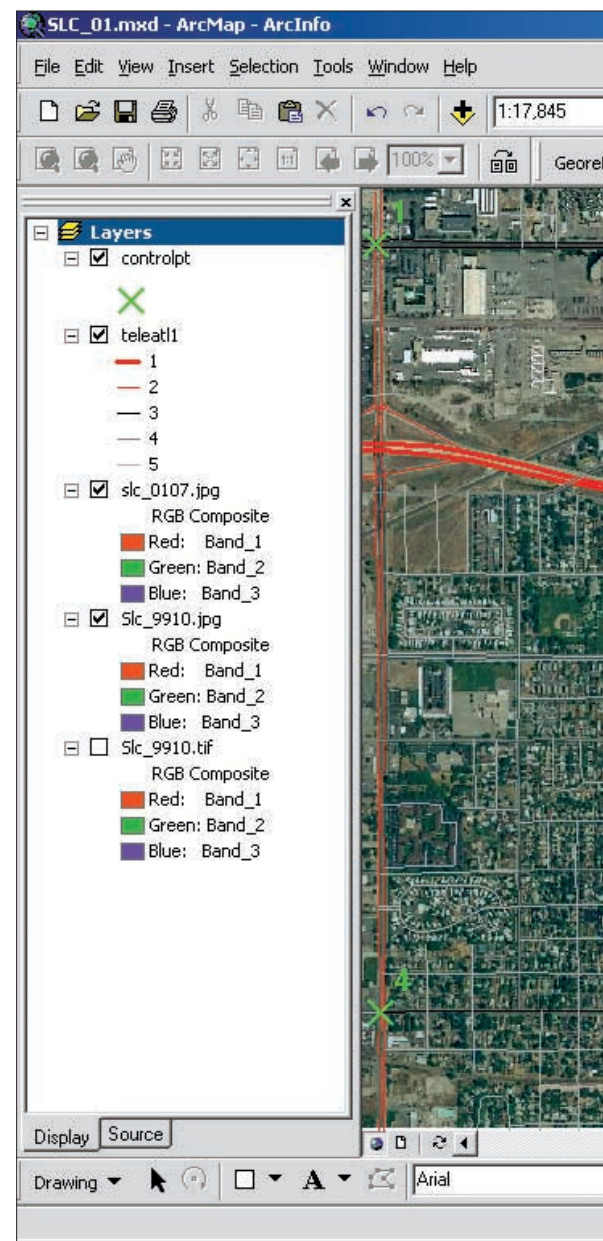 SLC_01.mxd - ArcMap - ArcInfo
File Edit View Insert Selection Tools Window Help
1:17,845
1:1 100% Georef
Layers
controlpt
teleatl1
1
2
3
4
5
slc_0107.jpg
RGB Composite
Red: Band_1
Green: Band_2
Blue: Band_3
Slc_9910.jpg
RGB Composite
Red: Band_1
Green: Band_2
Blue: Band_3
Slc_9910.tif
RGB Composite
Red: Band_1
Green: Band_2
Blue: Band_3
1
4
Display Source
Drawing A Arial